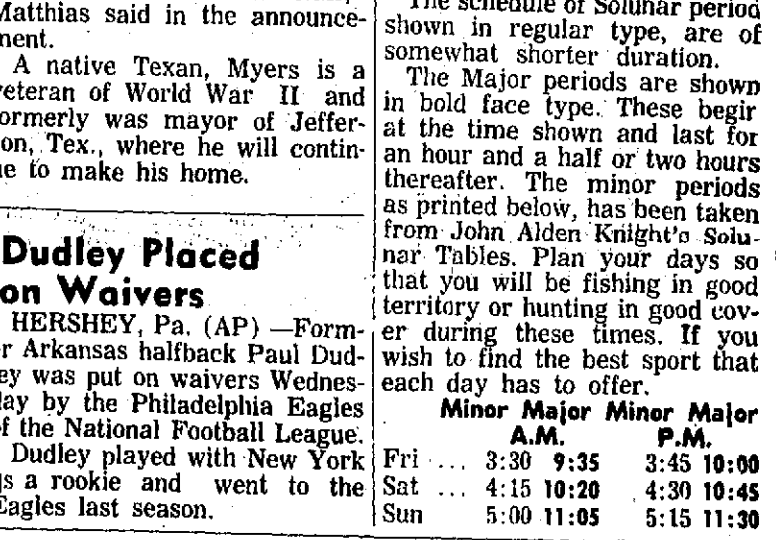 Matthias said in the announce-
ment.
A native Texan, Myers is a
veteran of World War II and
formerly was mayor of Jeffer-
son, Tex., where he will contin-
ue to make his home.
Dudley Placed
on Waivers
HERSHEY, Pa. (AP) —Form-
er Arkansas halfback Paul Dud-
ley was put on waivers Wednes-
day by the Philadelphia Eagles
of the National Football League.
Dudley played with New York
as a rookie and went to the
Eagles last season.
The schedule of Solunar period
shown in regular type, are of
somewhat shorter duration.
The Major periods are shown
in bold face type. These begin
at the time shown and last for
an hour and a half or two hours
thereafter. The minor periods
as printed below, has been taken
from John Alden Knight's Solu-
nar Tables. Plan your days so
that you will be fishing in good
territory or hunting in good cov-
er during these times. If you
wish to find the best sport that
each day has to offer.
Minor Major Minor Major
A.M. P.M.
Fri ... 3:30 9:35 3:45 10:00
Sat ... 4:15 10:20 4:30 10:45
Sun 5:00 11:05 5:15 11:30